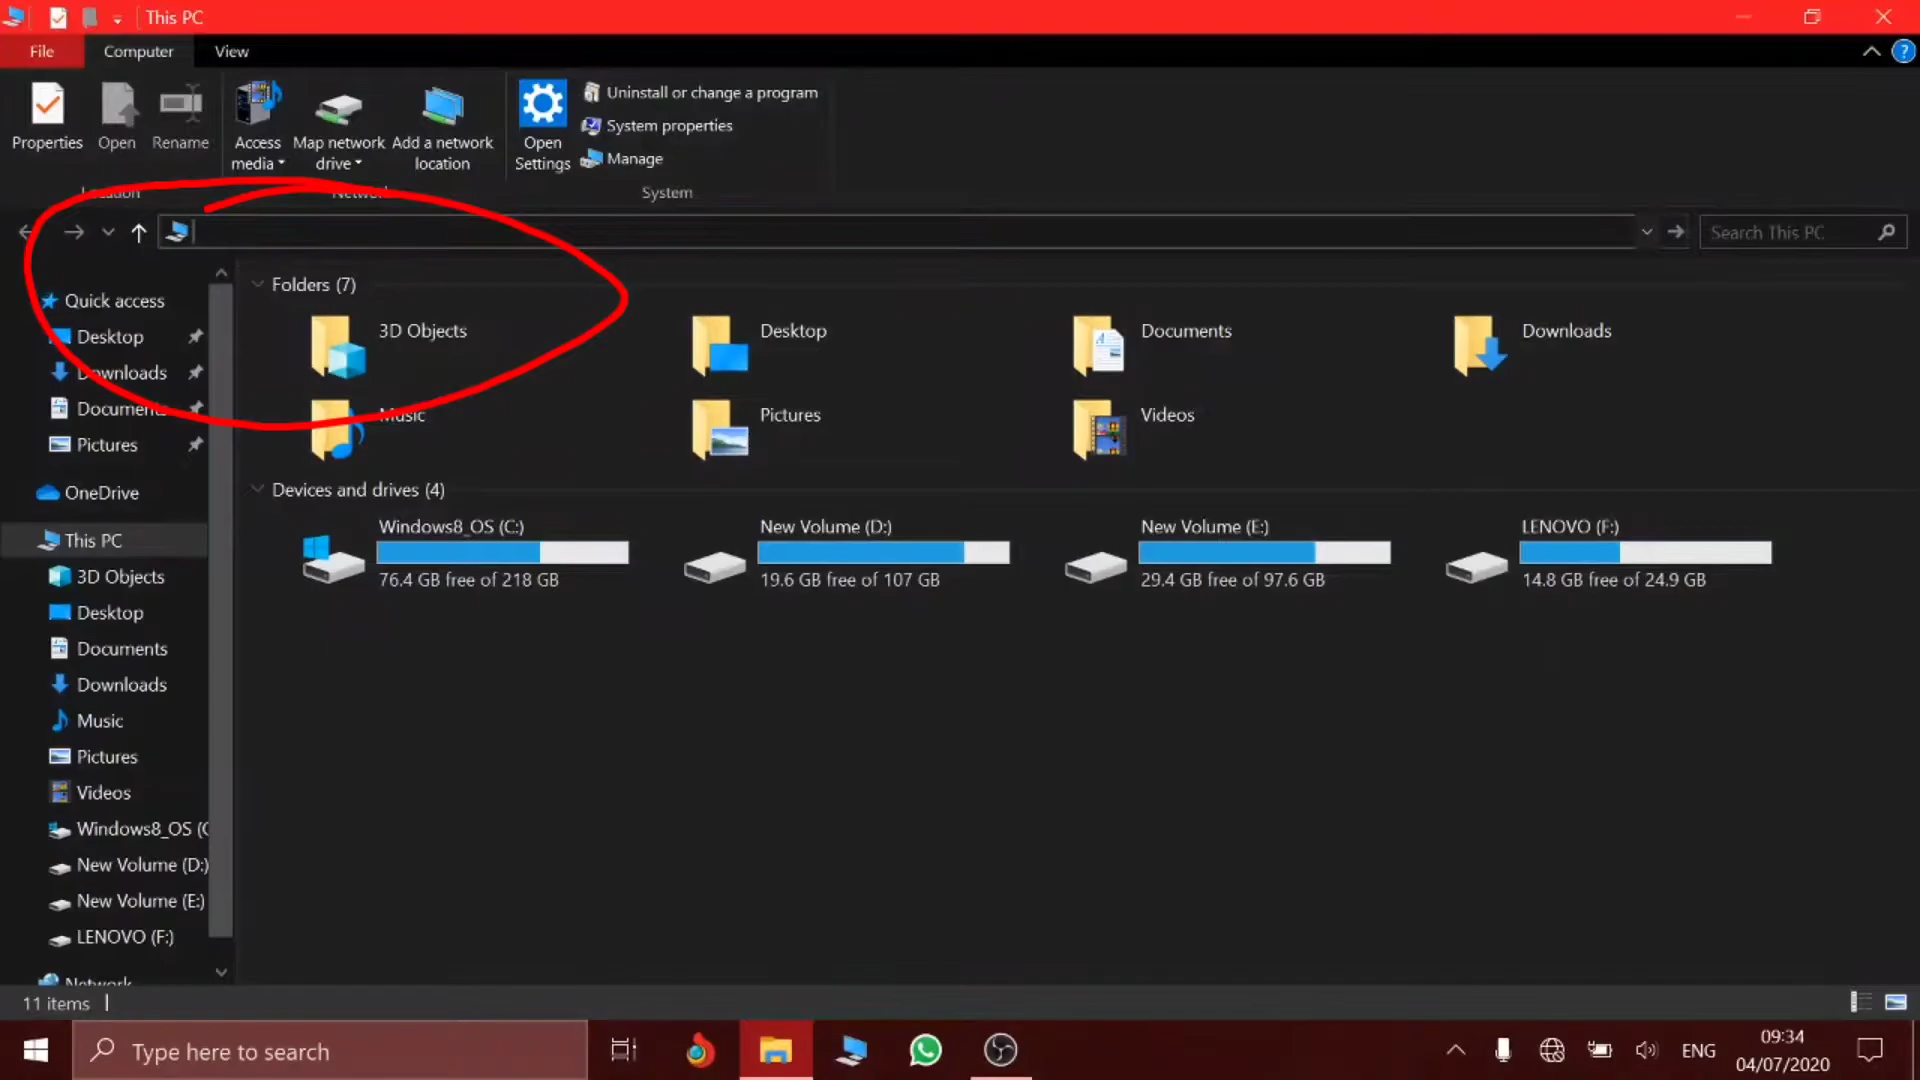 This PC
File Computer View
Properties Open Rename Access media Map network drive Add a network location Open Settings Uninstall or change a program
System properties
Manage
Location Network System
Search This PC
Quick access
Desktop
Downloads
Documents
Pictures
OneDrive
This PC
3D Objects
Desktop
Documents
Downloads
Music
Pictures
Videos
Windows8_OS (C
New Volume (D:)
New Volume (E:)
LENOVO (F:)
Network
Folders (7)
3D Objects Desktop Documents Downloads
Music Pictures Videos
Devices and drives (4)
Windows8_OS (C:) New Volume (D:) New Volume (E:) LENOVO (F:)
76.4 GB free of 218 GB 19.6 GB free of 107 GB 29.4 GB free of 97.6 GB 14.8 GB free of 24.9 GB
11 items
Type here to search ENG 09:34
04/07/2020